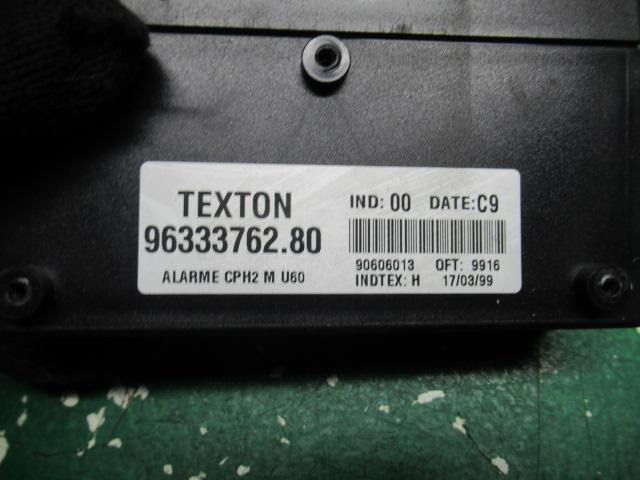 TEXTON
96333762.80
ALARME CPH2 M U60
IND: 00 DATE:C9
90606013 OFT: 9916
INDTEX: H 17/03/99